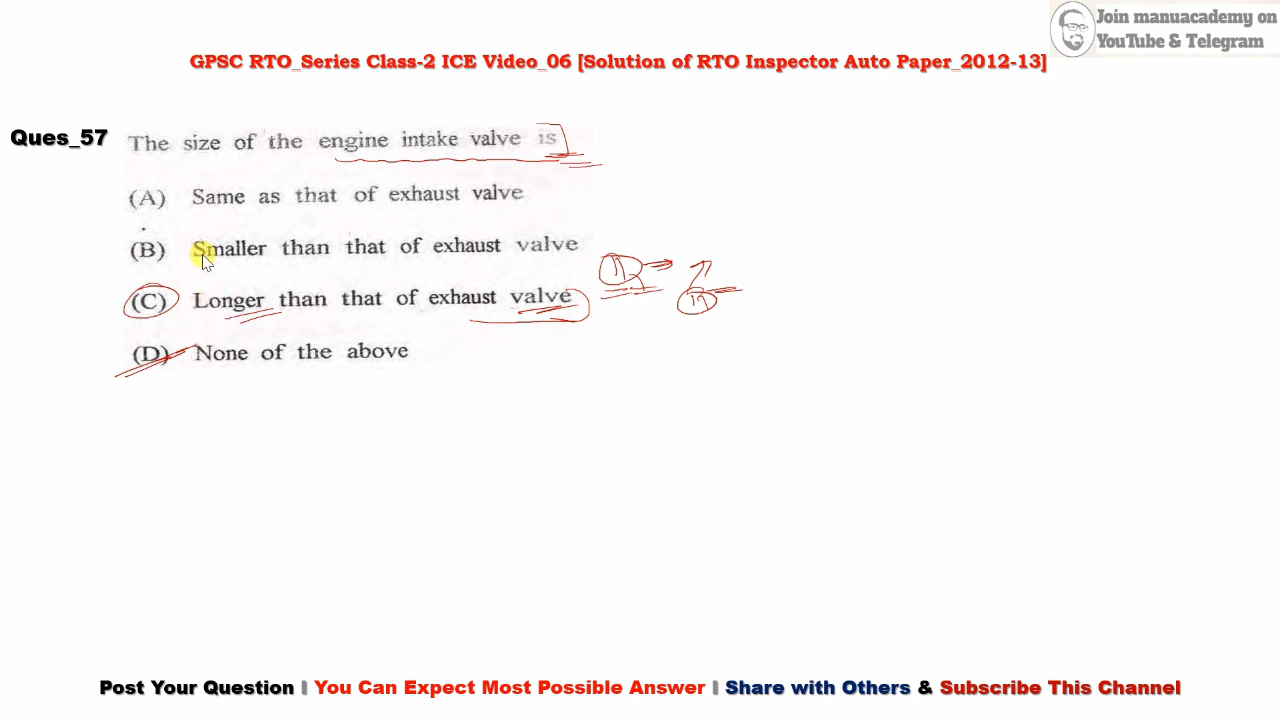 Join manuacademy on
YouTube & Telegram
GPSC RTO_Series Class-2 ICE Video_06 [Solution of RTO Inspector Auto Paper_2012-13]
Ques_57
The size of the engine intake valve is
(A) Same as that of exhaust valve
(B) Smaller than that of exhaust valve
(C) Longer than that of exhaust valve
(D) None of the above
Post Your Question | You Can Expect Most Possible Answer | Share with Others & Subscribe This Channel